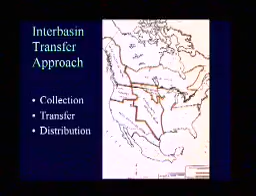 Interbasin
Transfer
Approach
• Collection
• Transfer
• Distribution